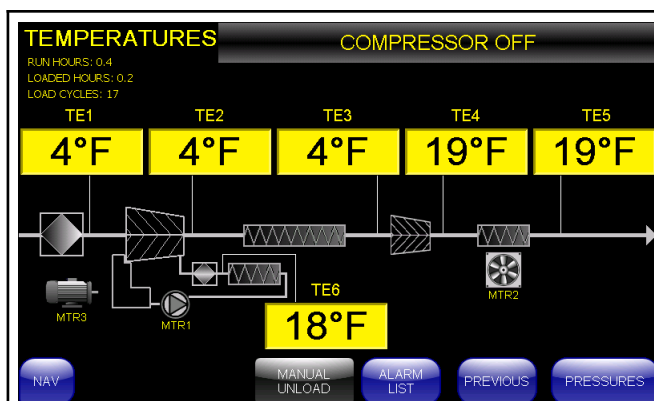 TEMPERATURES
COMPRESSOR OFF
RUN HOURS: 0.4
LOADED HOURS: 0.2
LOAD CYCLES: 17
TE1 TE2 TE3 TE4 TE5
4°F 4°F 4°F 19°F 19°F
TE6
MTR2
MTR3
MTR1
18°F
NAV
MANUAL
UNLOAD
ALARM
LIST
PREVIOUS
PRESSURES